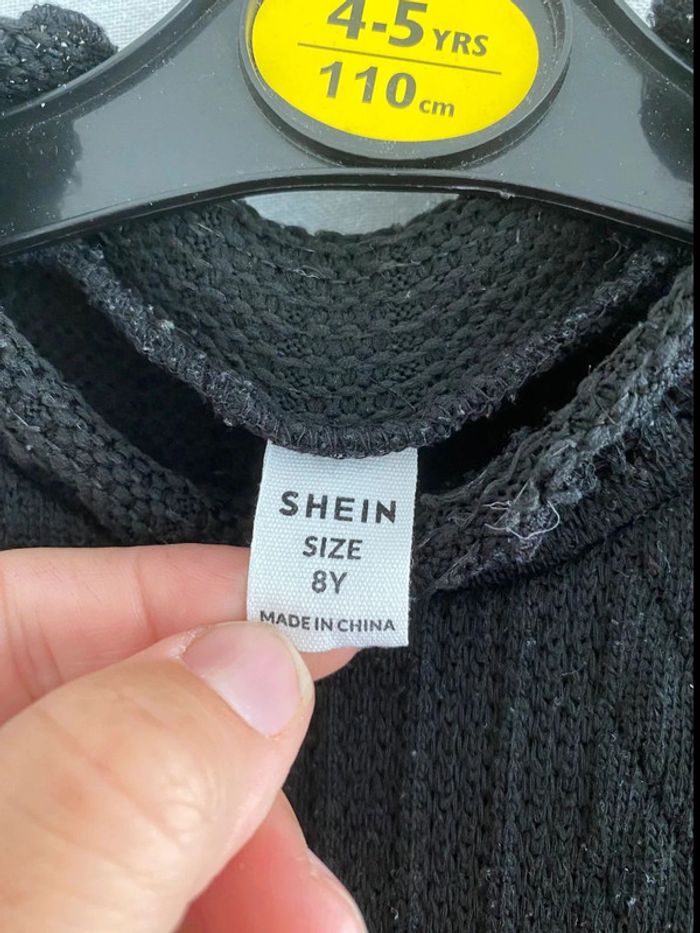 4-5 YRS
110 cm
SHEIN
SIZE
8Y
MADE IN CHINA